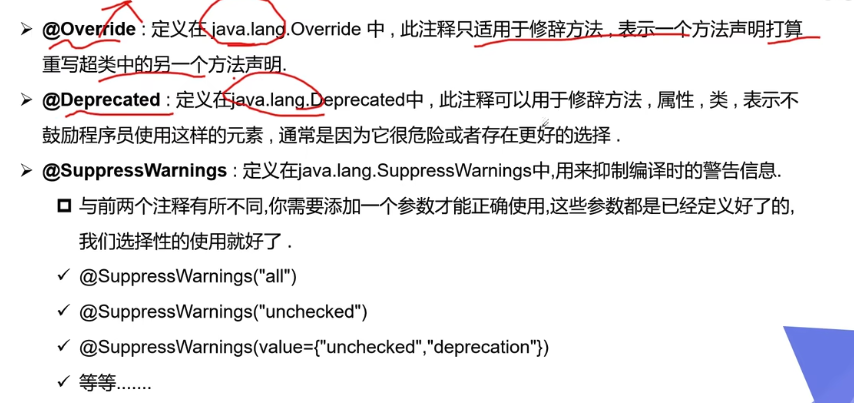 ➢ @Override : 定义在 java.lang.Override 中 , 此注释只适用于修辞方法 , 表示一个方法声明打算
重写超类中的另一个方法声明.
➢ @Deprecated : 定义在java.lang.Deprecated中 , 此注释可以用于修辞方法 , 属性 , 类 , 表示不
鼓励程序员使用这样的元素 , 通常是因为它很危险或者存在更好的选择 .
➢ @SuppressWarnings : 定义在java.lang.SuppressWarnings中,用来抑制编译时的警告信息.
与前两个注释有所不同,你需要添加一个参数才能正确使用,这些参数都是已经定义好了的,
我们选择性的使用就好了 .
✓ @SuppressWarnings("all")
✓ @SuppressWarnings("unchecked")
✓ @SuppressWarnings(value={"unchecked","deprecation"})
✓ 等等.......